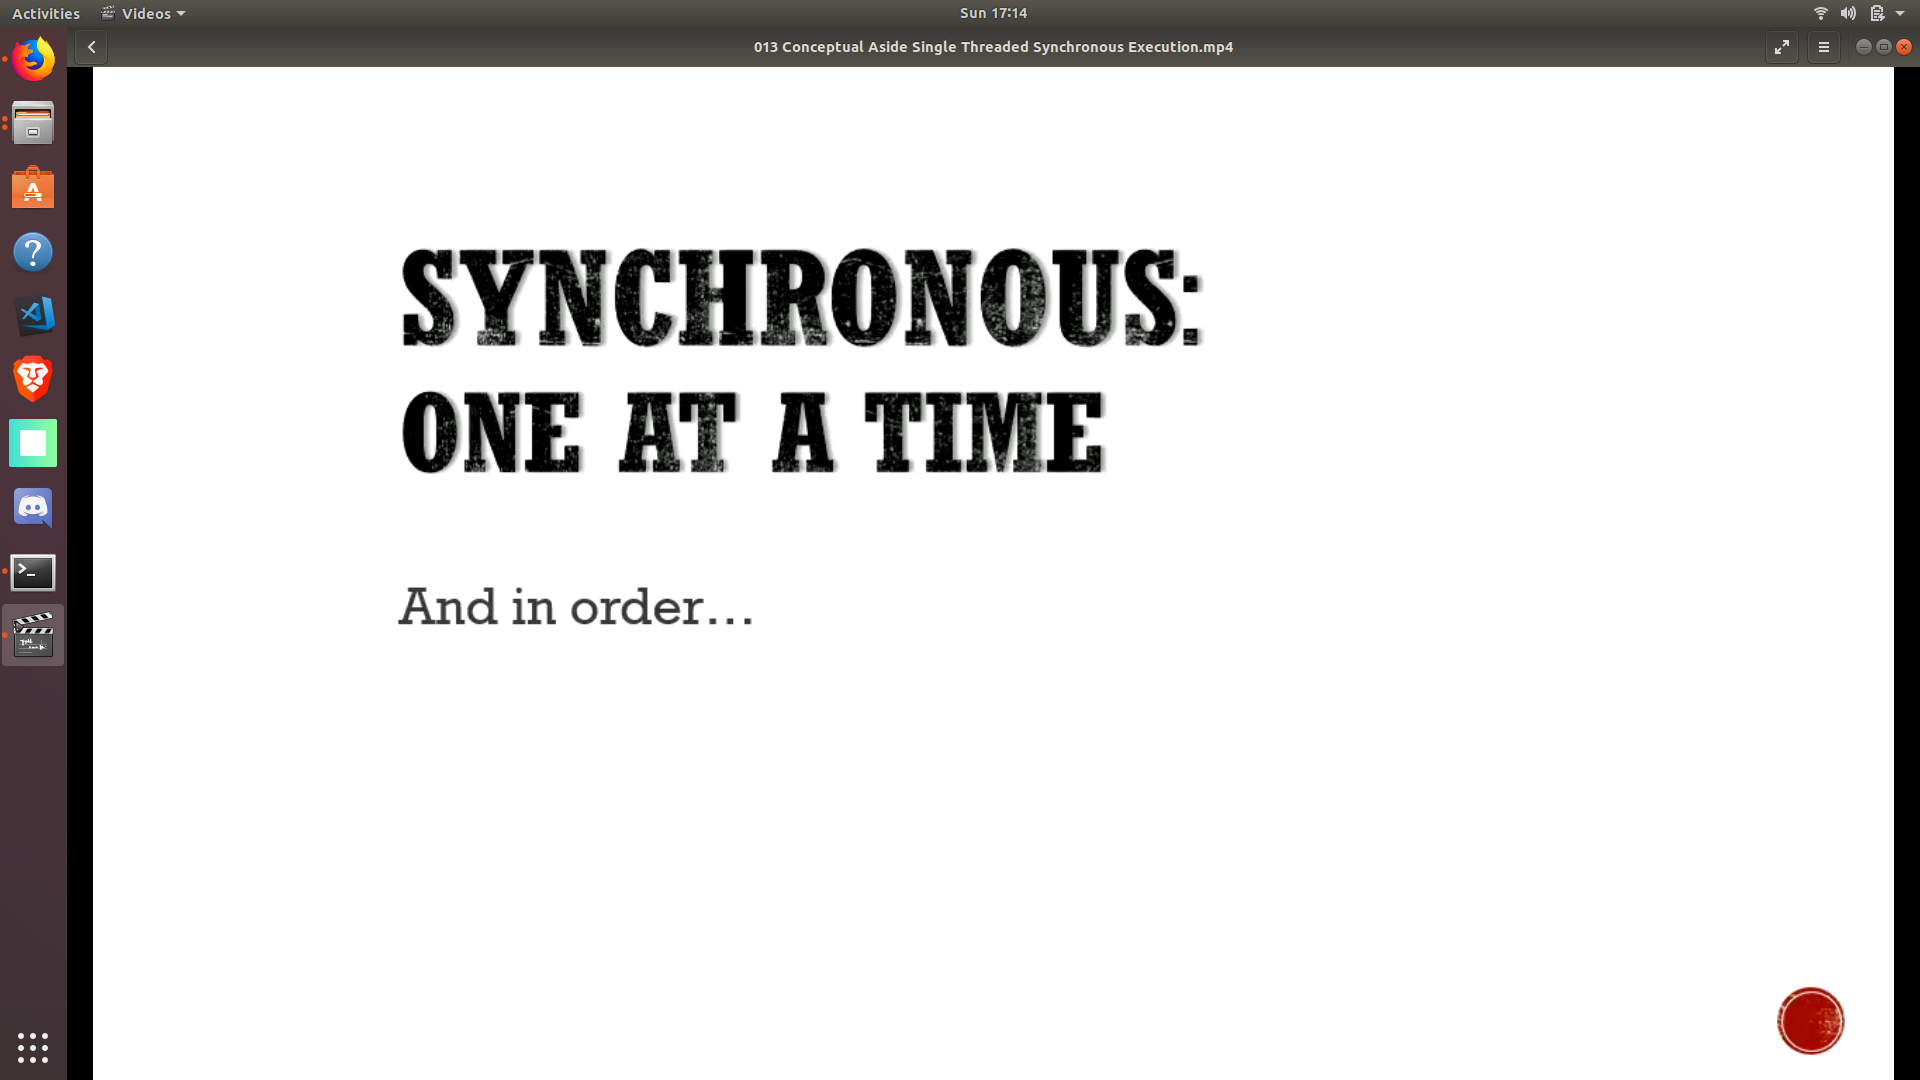 Activities
Videos
Sun 17:14
013 Conceptual Aside Single Threaded Synchronous Execution.mp4
SYNCHRONOUS:
ONE AT A TIME
And in order...